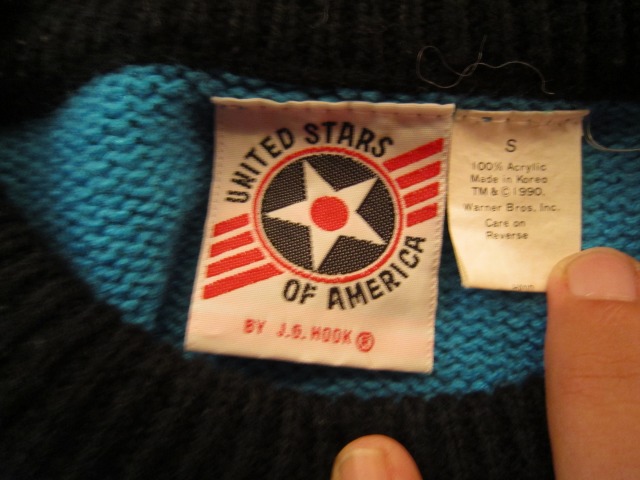 UNITED STARS
OF AMERICA
BY J.G. HOOK ®
S
100% Acrylic
Made in Korea
TM & © 1990.
Warner Bros., Inc.
Care on
Reverse